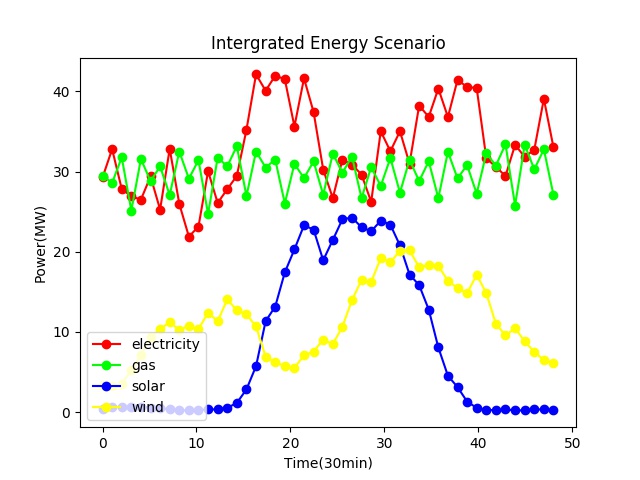 Intergrated Energy Scenario
Power(MW)
40
30
20
10
0
electricity
gas
solar
wind
0 10 20 30 40 50
Time(30min)